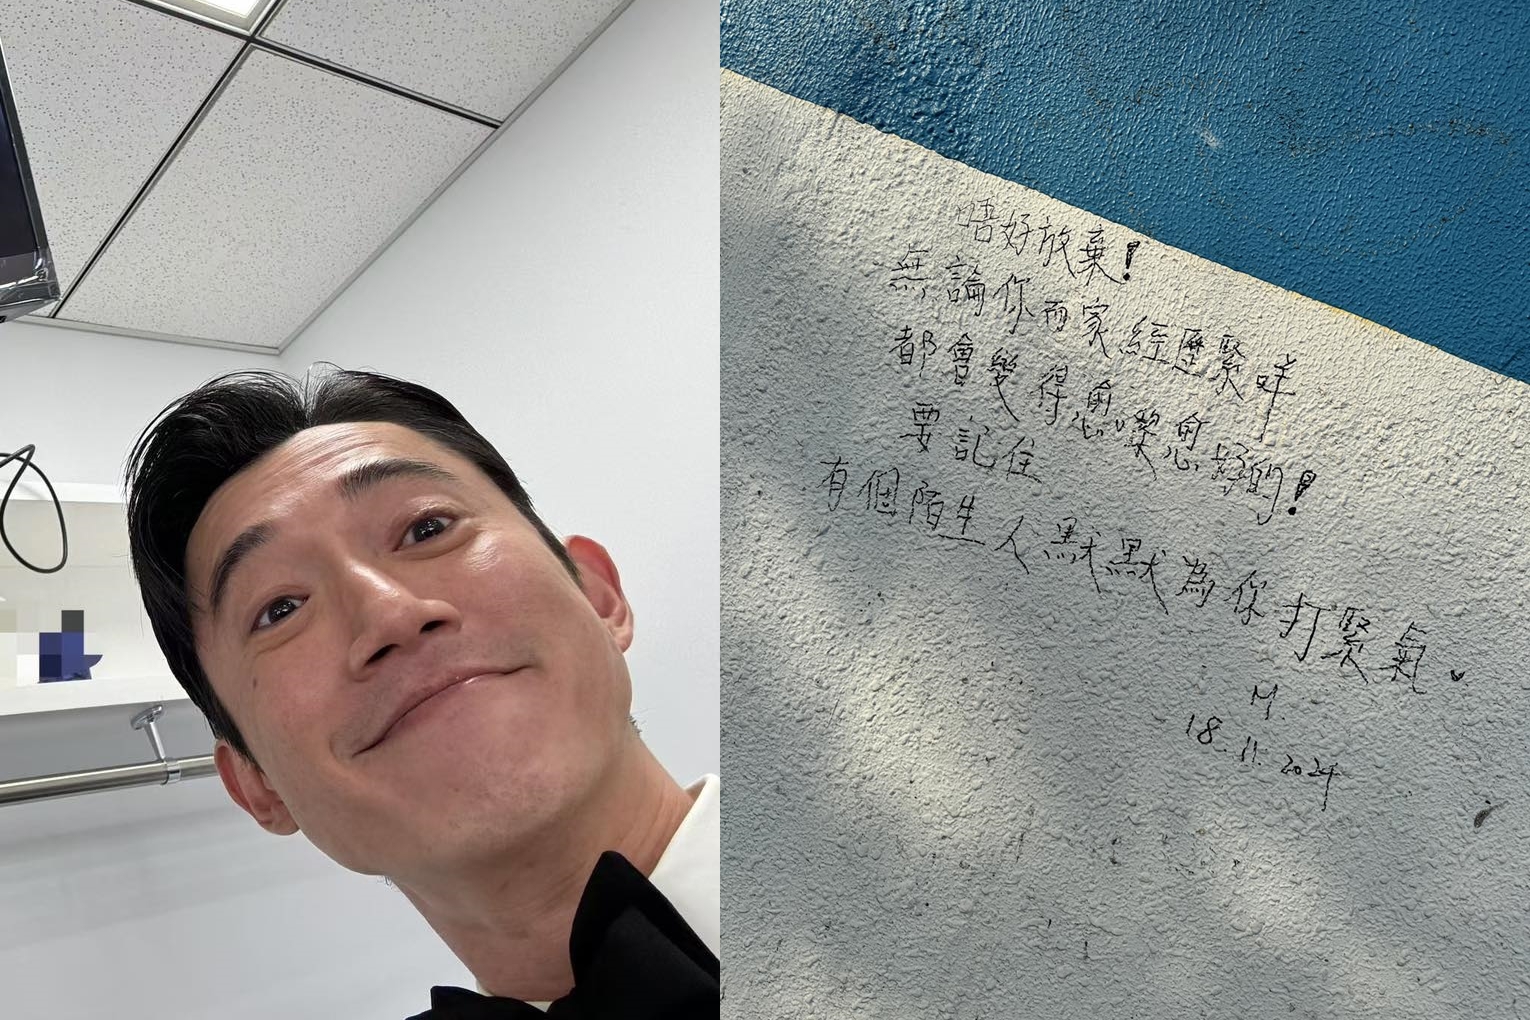 唔好放棄!
無論你而家經歷緊咩
都會變得愈嚟愈好的!
要記住
有個陌生人默默為你打緊氣.
M.
18.11.2024